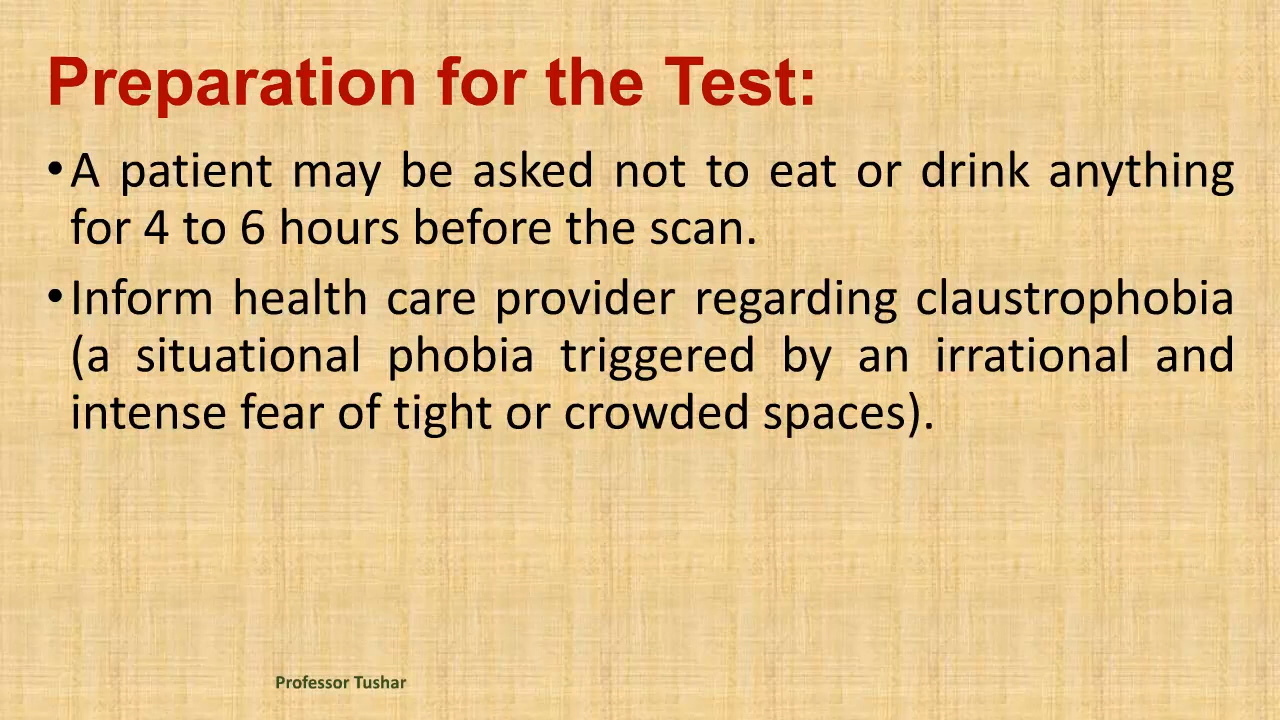 Preparation for the Test:
•A patient may be asked not to eat or drink anything
for 4 to 6 hours before the scan.
•Inform health care provider regarding claustrophobia
(a situational phobia triggered by an irrational and
intense fear of tight or crowded spaces).
Professor Tushar